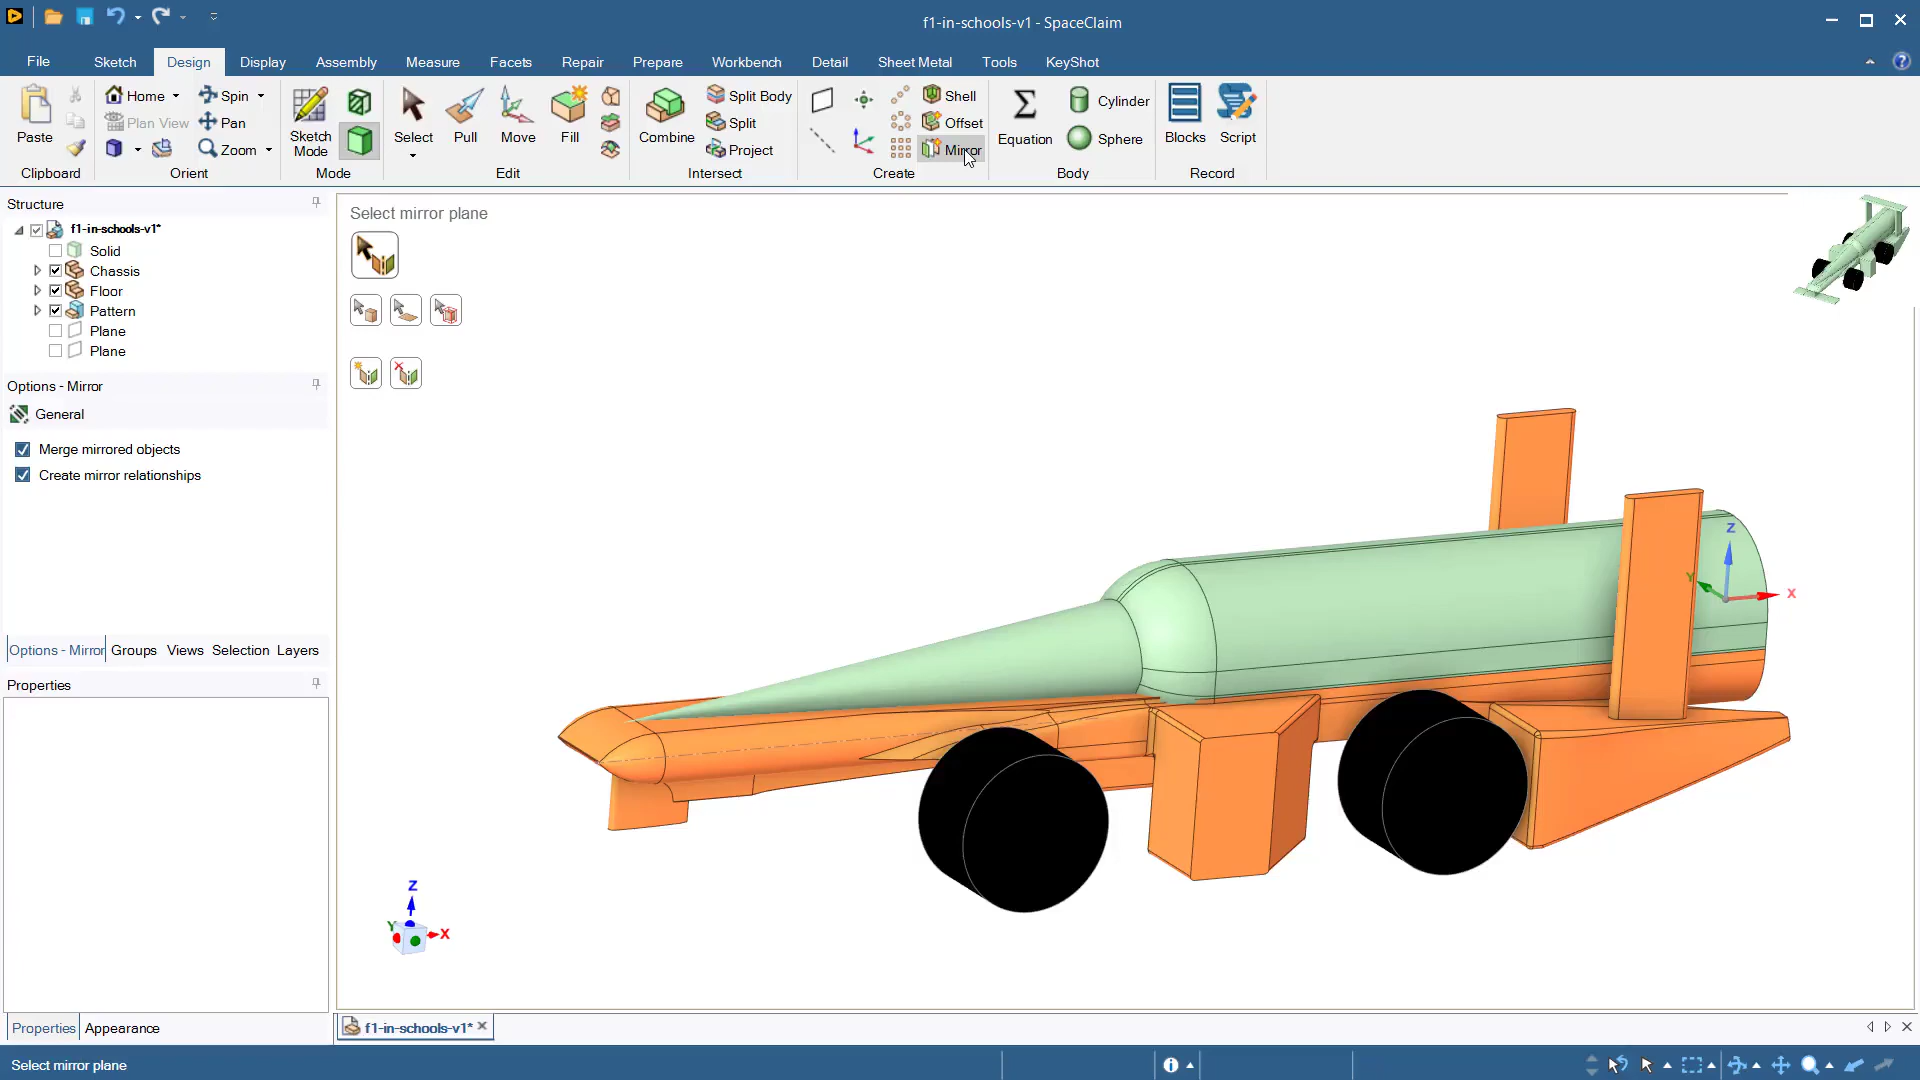 f1-in-schools-v1 - SpaceClaim
File Sketch Design Display Assembly Measure Facets Repair Prepare Workbench Detail Sheet Metal Tools KeyShot
Paste
Clipboard
Home Spin
Plan View Pan
Zoom
Orient
Sketch Mode
Mode
Select Pull Move Fill
Edit
Combine
Split Body
Split
Project
Intersect
Shell
Offset
Mirror
Create
Equation
Cylinder
Sphere
Body
Blocks Script
Record
Structure
f1-in-schools-v1*
Solid
Chassis
Floor
Pattern
Plane
Plane
Options - Mirror
General
Merge mirrored objects
Create mirror relationships
Options - Mirror Groups Views Selection Layers
Properties
Properties Appearance
Select mirror plane
Z
Y
X
Z
Y
X
f1-in-schools-v1*
Select mirror plane